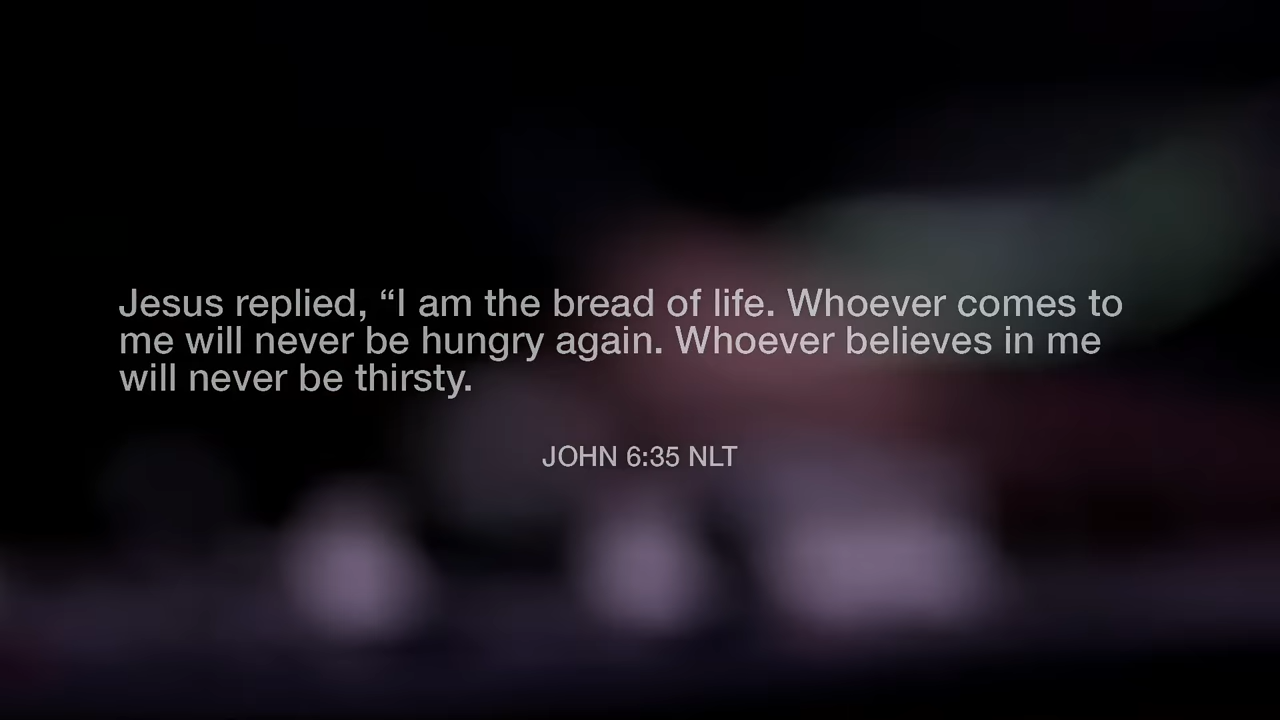 Jesus replied, “I am the bread of life. Whoever comes to
me will never be hungry again. Whoever believes in me
will never be thirsty.
JOHN 6:35 NLT